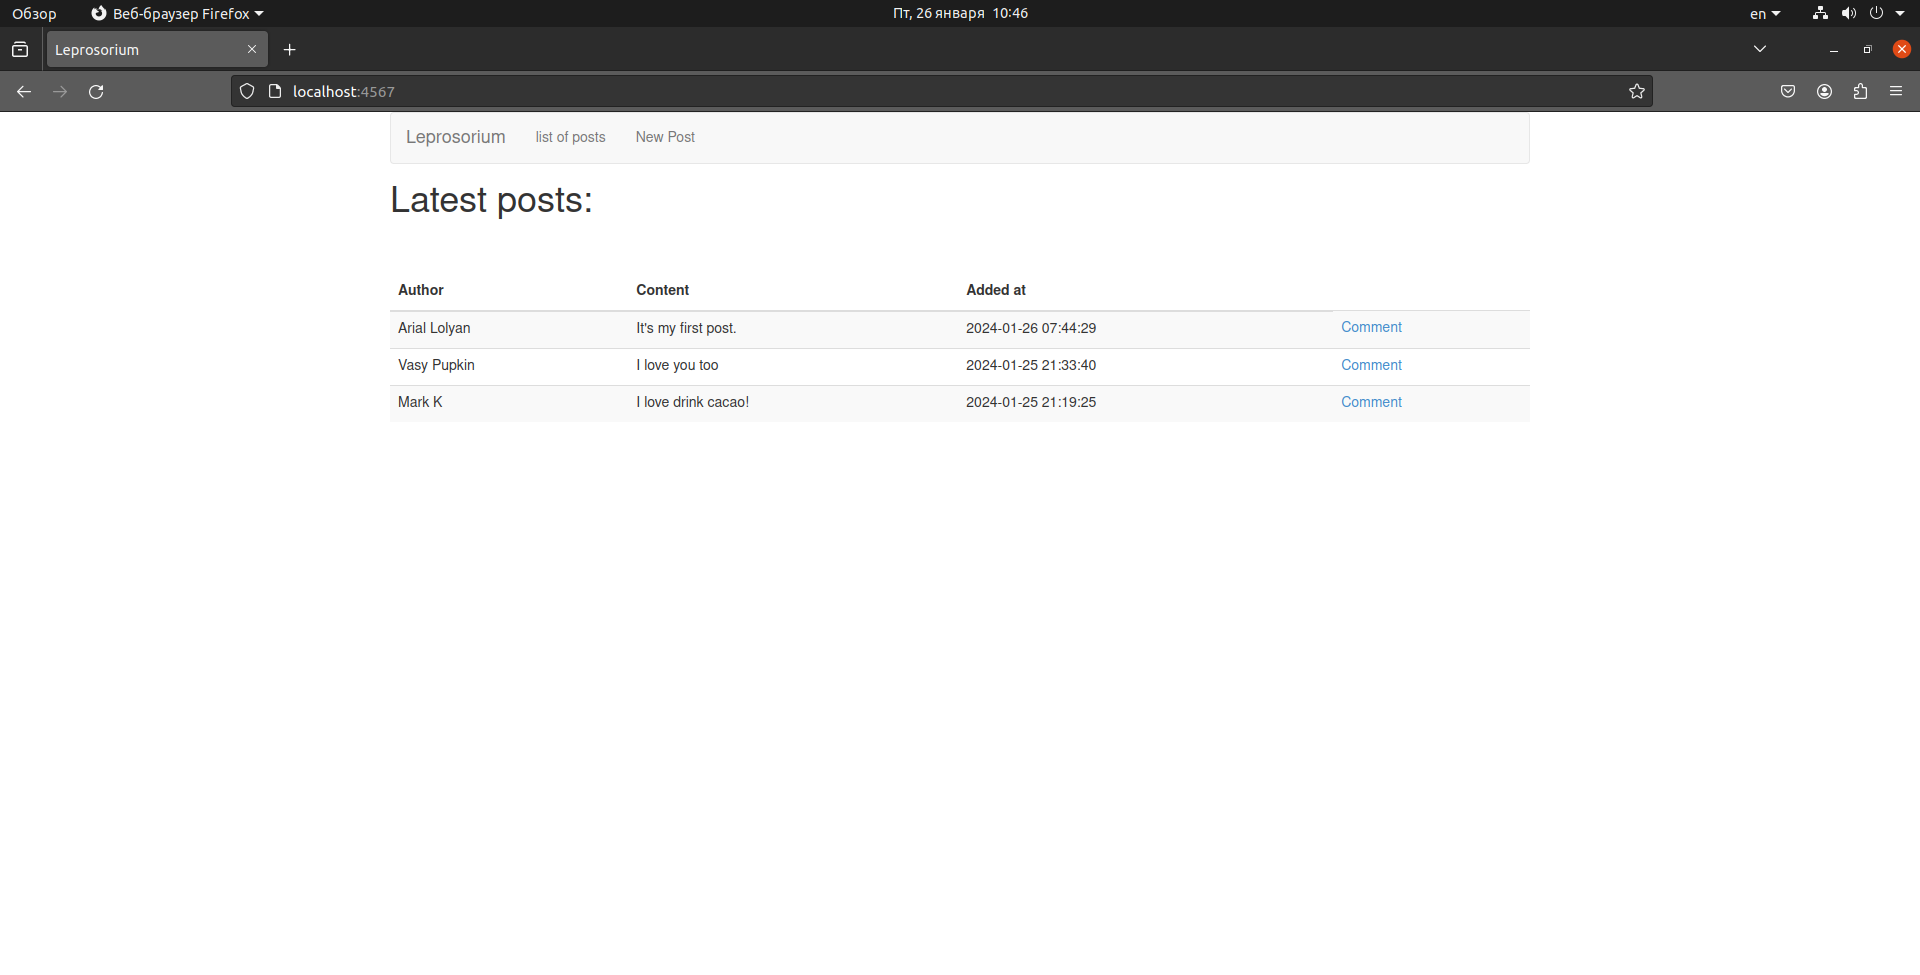 Обзор Веб-браузер Firefox Пт, 26 января 10:46 en
Leprosorium
localhost:4567
Leprosorium list of posts New Post
Latest posts:
Author Content Added at
Arial Lolyan It's my first post. 2024-01-26 07:44:29 Comment
Vasy Pupkin I love you too 2024-01-25 21:33:40 Comment
Mark K I love drink cacao! 2024-01-25 21:19:25 Comment